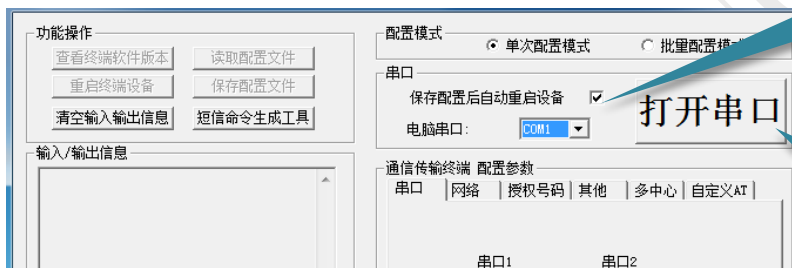 功能操作
查看终端软件版本 读取配置文件
重启终端设备 保存配置文件
清空输入输出信息 短信命令生成工具
输入/输出信息
配置模式
单次配置模式 批里配置模式
串口
保存配置后自动重启设备
电脑串口: COM1
打开串口
通信传输终端 配置参数
串口 网络 授权号码 其他 多中心 自定义AT
串口1 串口2